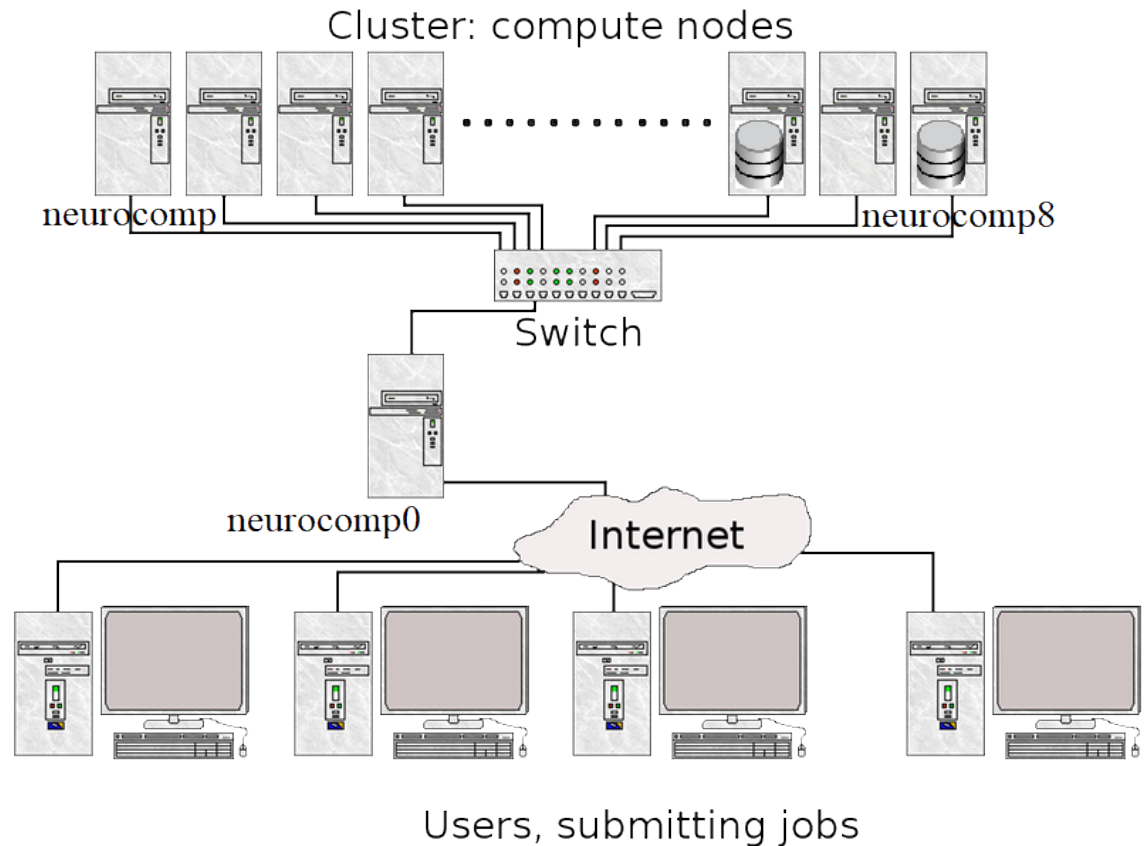 Cluster: compute nodes
neurocomp
neurocomp8
Switch
neurocomp0
Internet
Users, submitting jobs